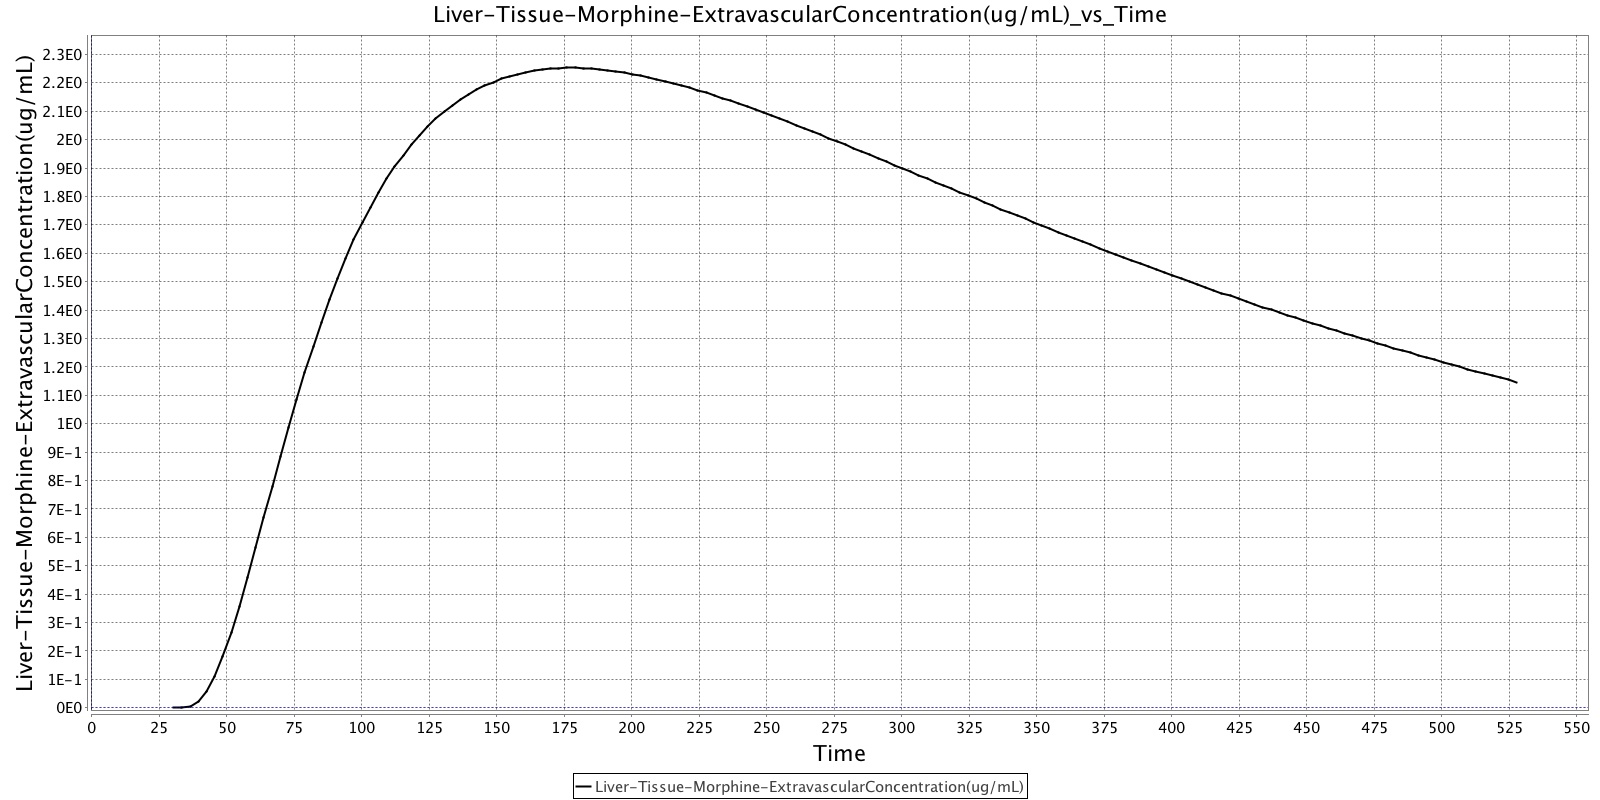 Liver-Tissue-Morphine-ExtravascularConcentration(ug/mL)_vs_Time
Liver-Tissue-Morphine-ExtravascularConcentration(ug/mL)
2.3E0
2.2E0
2.1E0
2E0
1.9E0
1.8E0
1.7E0
1.6E0
1.5E0
1.4E0
1.3E0
1.2E0
1.1E0
1E0
9E-1
8E-1
7E-1
6E-1
5E-1
4E-1
3E-1
2E-1
1E-1
0E0
0 25 50 75 100 125 150 175 200 225 250 275 300 325 350 375 400 425 450 475 500 525 550
Time
Liver-Tissue-Morphine-ExtravascularConcentration(ug/mL)